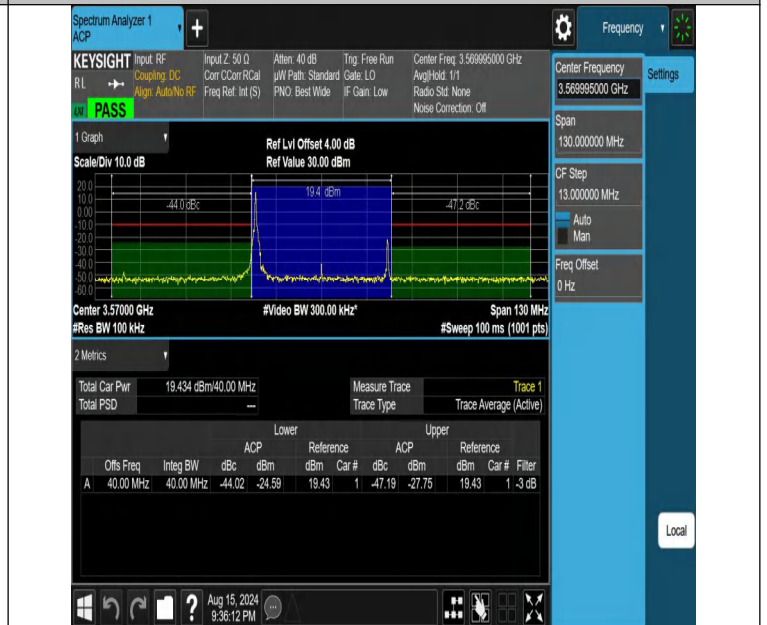 Spectrum Analyzer 1
ACP
+
Frequency
KEYSIGHT Input: RF Input Z: 50 Ω Atten: 40 dB Trig: Free Run Center Freq: 3.569995000 GHz
RL Coupling: DC Corr CCorr RCal µW Path: Standard Gate: LO Avg|Hold: 1/1
Align: Auto/No RF Freq Ref: Int (S) PNO: Best Wide IF Gain: Low Radio Std: None
PASS Noise Correction: Off
Center Frequency
3.569995000 GHz
Settings
Span
130.000000 MHz
CF Step
13.000000 MHz
Auto
Man
Freq Offset
0 Hz
Local
1 Graph
Ref Lvl Offset 4.00 dB
Scale/Div 10.0 dB Ref Value 30.00 dBm
20.0
10.0
0.00
-10.0
-20.0
-30.0
-40.0
-50.0
-60.0
-44.0 dBc 19.4 dBm -47.2 dBc
Center 3.57000 GHz #Video BW 300.00 kHz* Span 130 MHz
#Res BW 100 kHz #Sweep 100 ms (1001 pts)
2 Metrics
Total Car Pwr 19.434 dBm/40.00 MHz Measure Trace Trace 1
Total PSD --- Trace Type Trace Average (Active)
Lower Upper
ACP Reference ACP Reference
Offs Freq Integ BW dBc dBm dBm Car # dBc dBm dBm Car # Filter
A 40.00 MHz 40.00 MHz -44.02 -24.59 19.43 1 -47.19 -27.75 19.43 1 -3 dB
? Aug 15, 2024
9:36:12 PM